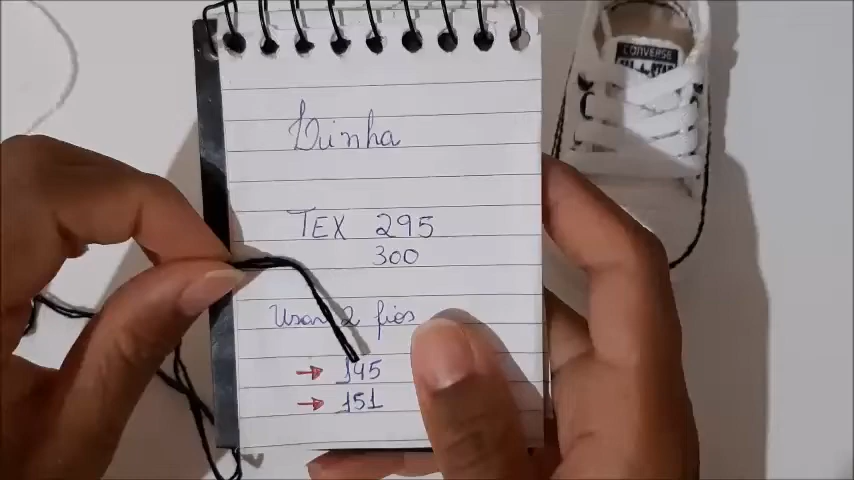 CONVERSE
Linha
TEX 295
300
Usar 2 fios
→ 145
→ 151